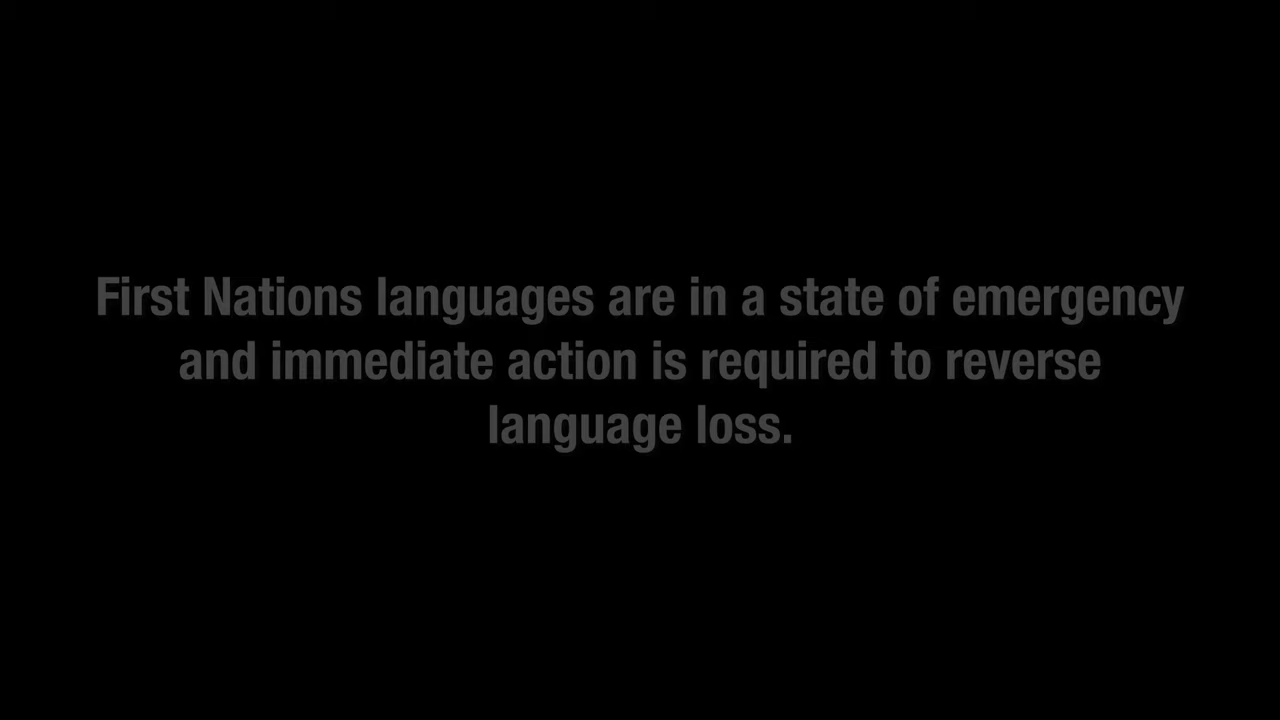 First Nations languages are in a state of emergency
and immediate action is required to reverse
language loss.